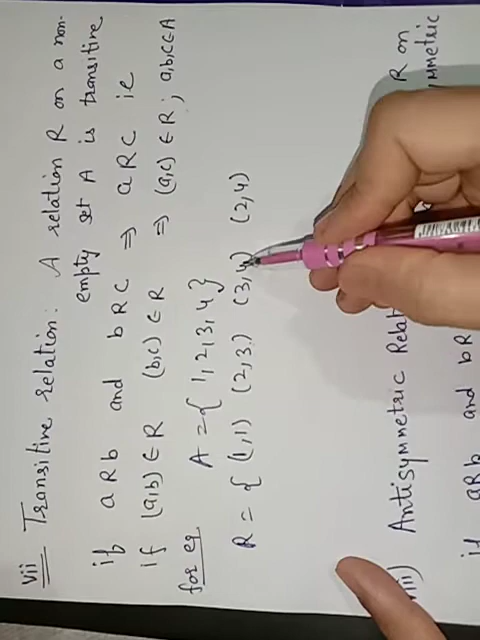 vii Transitive relation: A relation R on a non-
empty set A is transitive
if aRb and bRc ⇒ aRc ie
if (a,b) ∈ R (b,c) ∈ R ⇒ (a,c) ∈ R ; a,b,c∈A
for eg A = {1,2,3,4}
R = { (1,1) (2,3) (3,4) (2,4)
viii) Antisymmetric Relat R on
mmetric
if aRb and bR